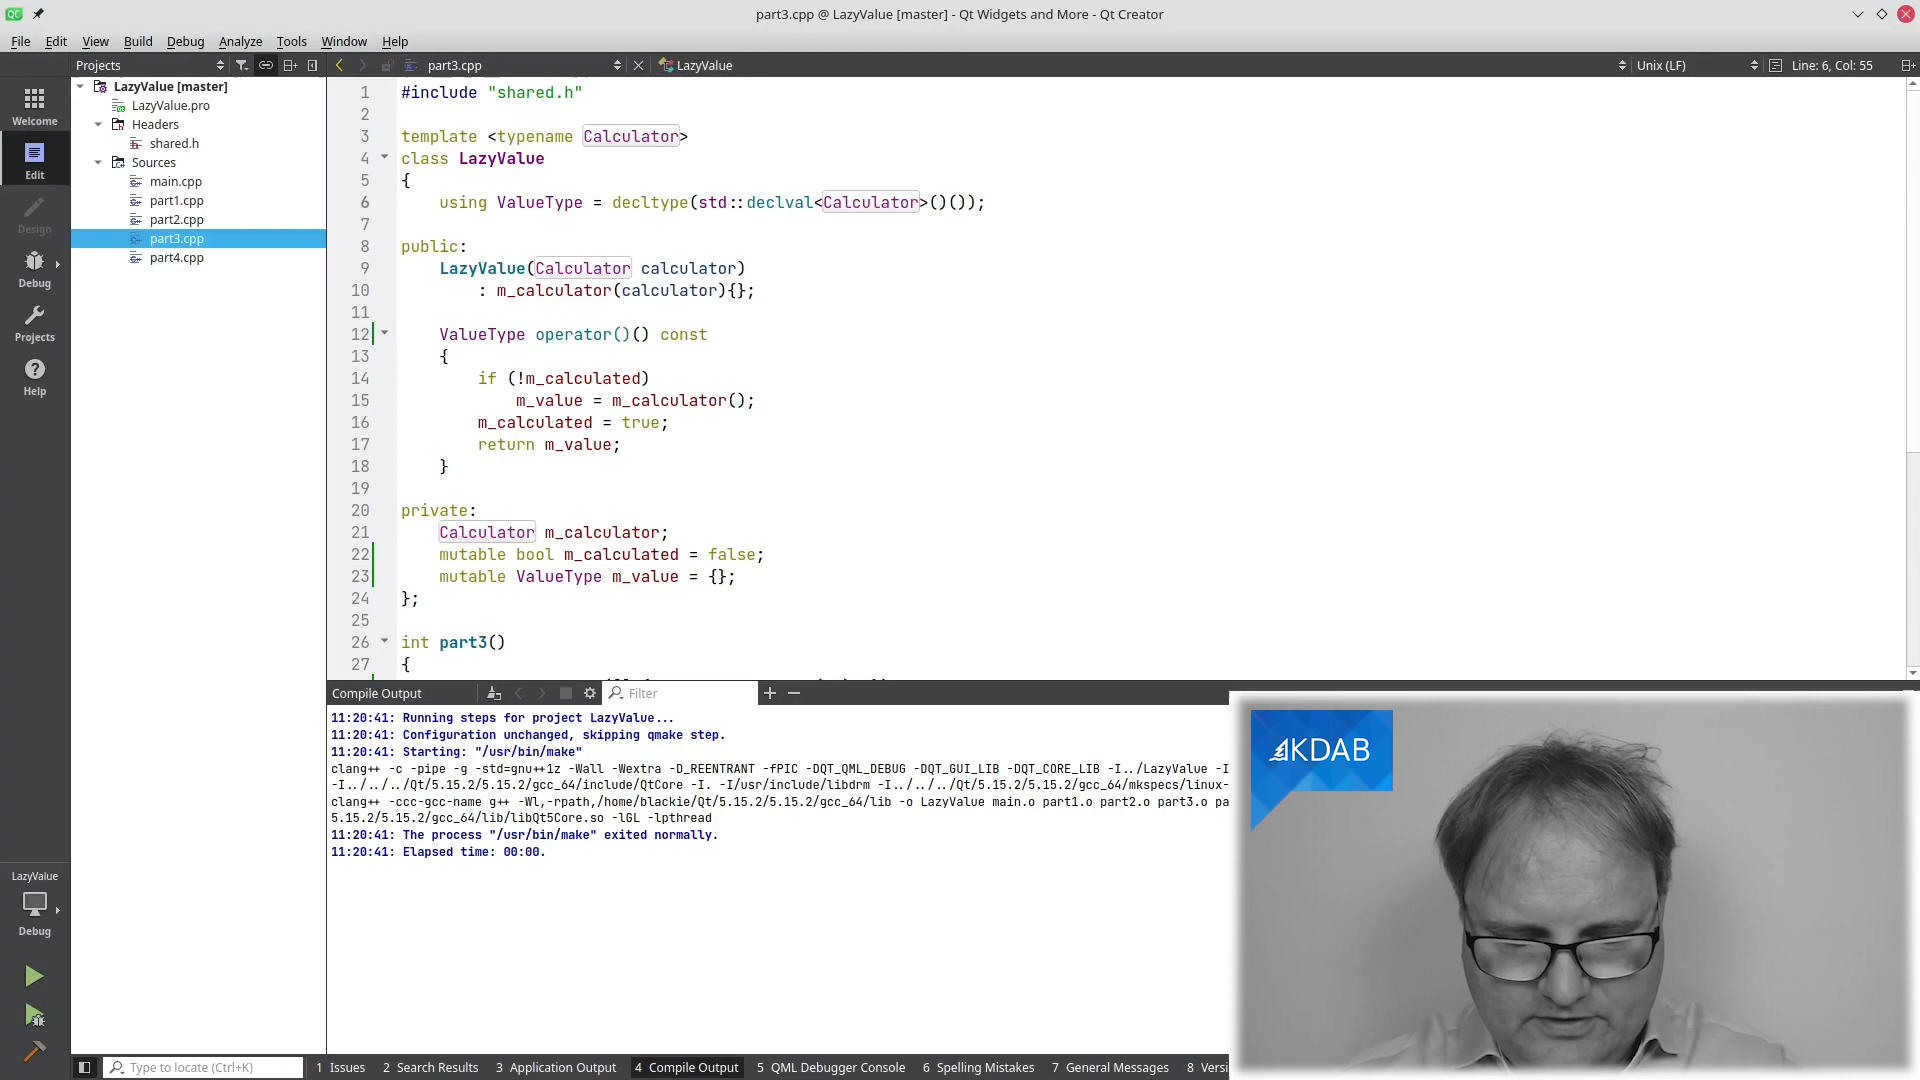 part3.cpp @ LazyValue [master] - Qt Widgets and More - Qt Creator
File Edit View Build Debug Analyze Tools Window Help
Projects part3.cpp LazyValue Unix (LF) Line: 6, Col: 55
Welcome
Edit
Design
Debug
Projects
Help
LazyValue
Debug
LazyValue [master]
LazyValue.pro
Headers
shared.h
Sources
main.cpp
part1.cpp
part2.cpp
part3.cpp
part4.cpp
1 #include "shared.h"
2
3 template <typename Calculator>
4 class LazyValue
5 {
6 using ValueType = decltype(std::declval<Calculator>()());
7
8 public:
9 LazyValue(Calculator calculator)
10 : m_calculator(calculator){};
11
12 ValueType operator()() const
13 {
14 if (!m_calculated)
15 m_value = m_calculator();
16 m_calculated = true;
17 return m_value;
18 }
19
20 private:
21 Calculator m_calculator;
22 mutable bool m_calculated = false;
23 mutable ValueType m_value = {};
24 };
25
26 int part3()
27 {
Compile Output Filter
11:20:41: Running steps for project LazyValue...
11:20:41: Configuration unchanged, skipping qmake step.
11:20:41: Starting: "/usr/bin/make"
clang++ -c -pipe -g -std=gnu++1z -Wall -Wextra -D_REENTRANT -fPIC -DQT_QML_DEBUG -DQT_GUI_LIB -DQT_CORE_LIB -I../LazyValue -I
-I../../../Qt/5.15.2/5.15.2/gcc_64/include/QtCore -I. -I/usr/include/libdrm -I../../../Qt/5.15.2/5.15.2/gcc_64/mkspecs/linux-
clang++ -ccc-gcc-name g++ -Wl,-rpath,/home/blackie/Qt/5.15.2/5.15.2/gcc_64/lib -o LazyValue main.o part1.o part2.o part3.o pa
5.15.2/5.15.2/gcc_64/lib/libQt5Core.so -lGL -lpthread
11:20:41: The process "/usr/bin/make" exited normally.
11:20:41: Elapsed time: 00:00.
KDAB
Type to locate (Ctrl+K) 1 Issues 2 Search Results 3 Application Output 4 Compile Output 5 QML Debugger Console 6 Spelling Mistakes 7 General Messages 8 Versi